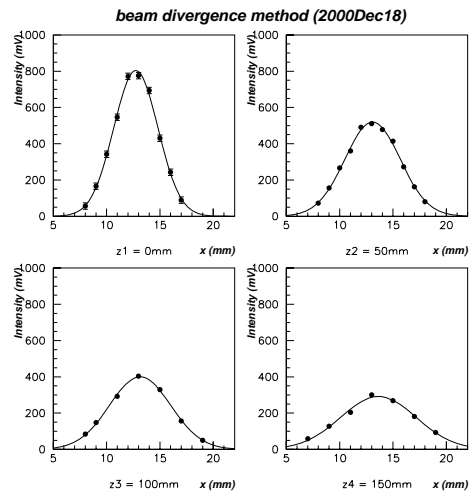 beam divergence method (2000Dec18)
Intensity (mV)
1000
800
600
400
200
0
5 10 15 20
z1 = 0mm x (mm)
Intensity (mV)
1000
800
600
400
200
0
5 10 15 20
z2 = 50mm x (mm)
Intensity (mV)
1000
800
600
400
200
0
5 10 15 20
z3 = 100mm x (mm)
Intensity (mV)
1000
800
600
400
200
0
5 10 15 20
z4 = 150mm x (mm)